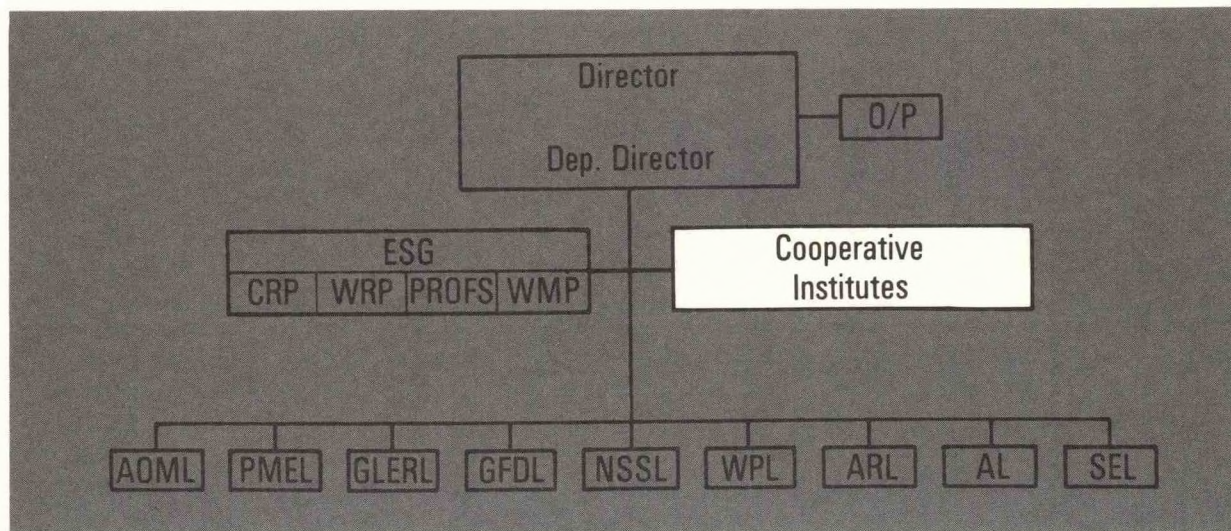 Director
O/P
Dep. Director
ESG
CRP WRP PROFS WMP
Cooperative
Institutes
AOML PMEL GLERL GFDL NSSL WPL ARL AL SEL